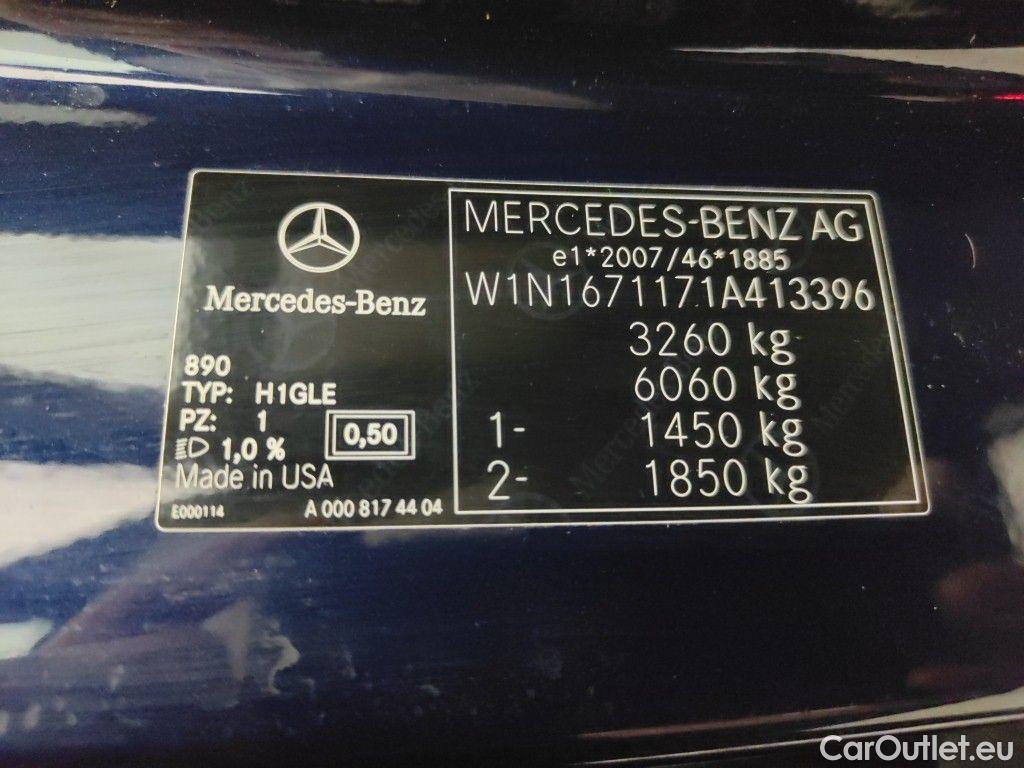 Mercedes-Benz
890
TYP: H1GLE
PZ: 1
1,0 %
0,50
Made in USA
E000114
A 000 817 44 04
MERCEDES-BENZ AG
e1*2007/46*1885
W1N1671171A413396
3260 kg
6060 kg
1- 1450 kg
2- 1850 kg
CarOutlet.eu